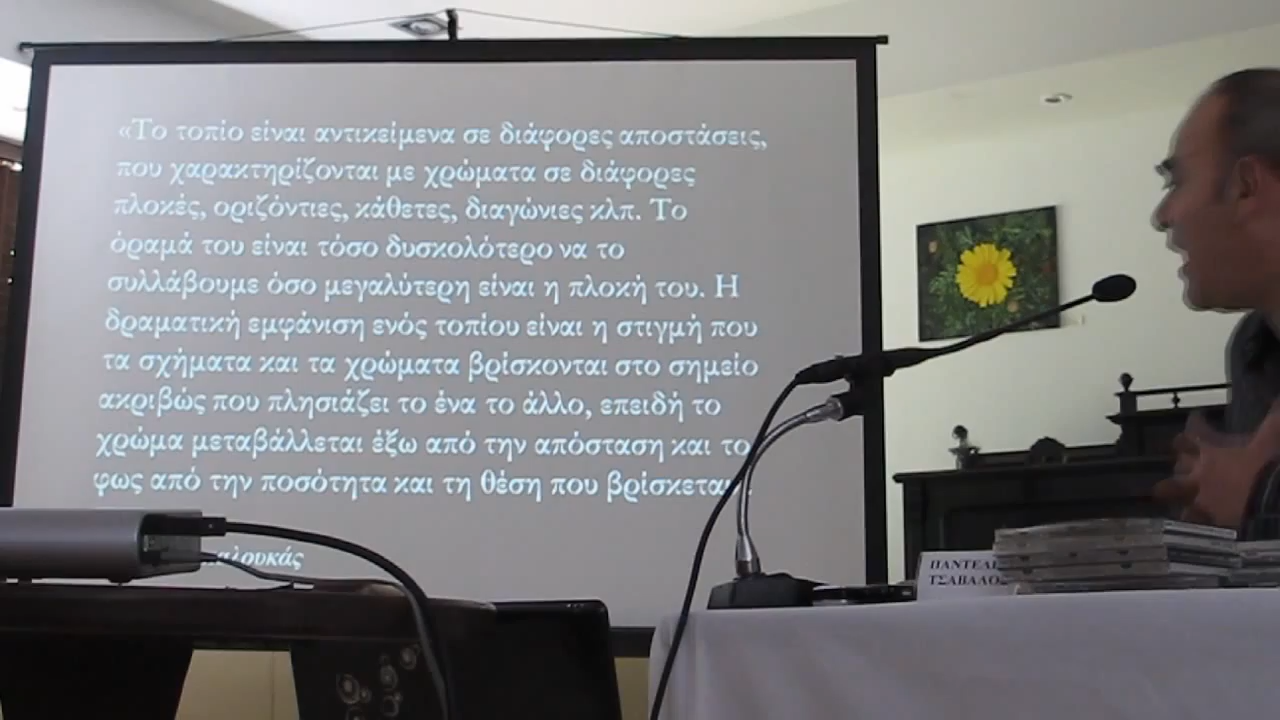 «Το τοπίο είναι αντικείμενα σε διάφορες αποστάσεις,
που χαρακτηρίζονται με χρώματα σε διάφορες
πλοκές, οριζόντιες, κάθετες, διαγώνιες κλπ. Το
όραμά του είναι τόσο δυσκολότερο να το
συλλάβουμε όσο μεγαλύτερη είναι η πλοκή του. Η
δραματική εμφάνιση ενός τοπίου είναι η στιγμή που
τα σχήματα και τα χρώματα βρίσκονται στο σημείο
ακριβώς που πλησιάζει το ένα το άλλο, επειδή το
χρώμα μεταβάλλεται έξω από την απόσταση και το
φως από την ποσότητα και τη θέση που
ΤΣΑΒΑΛΟΣ